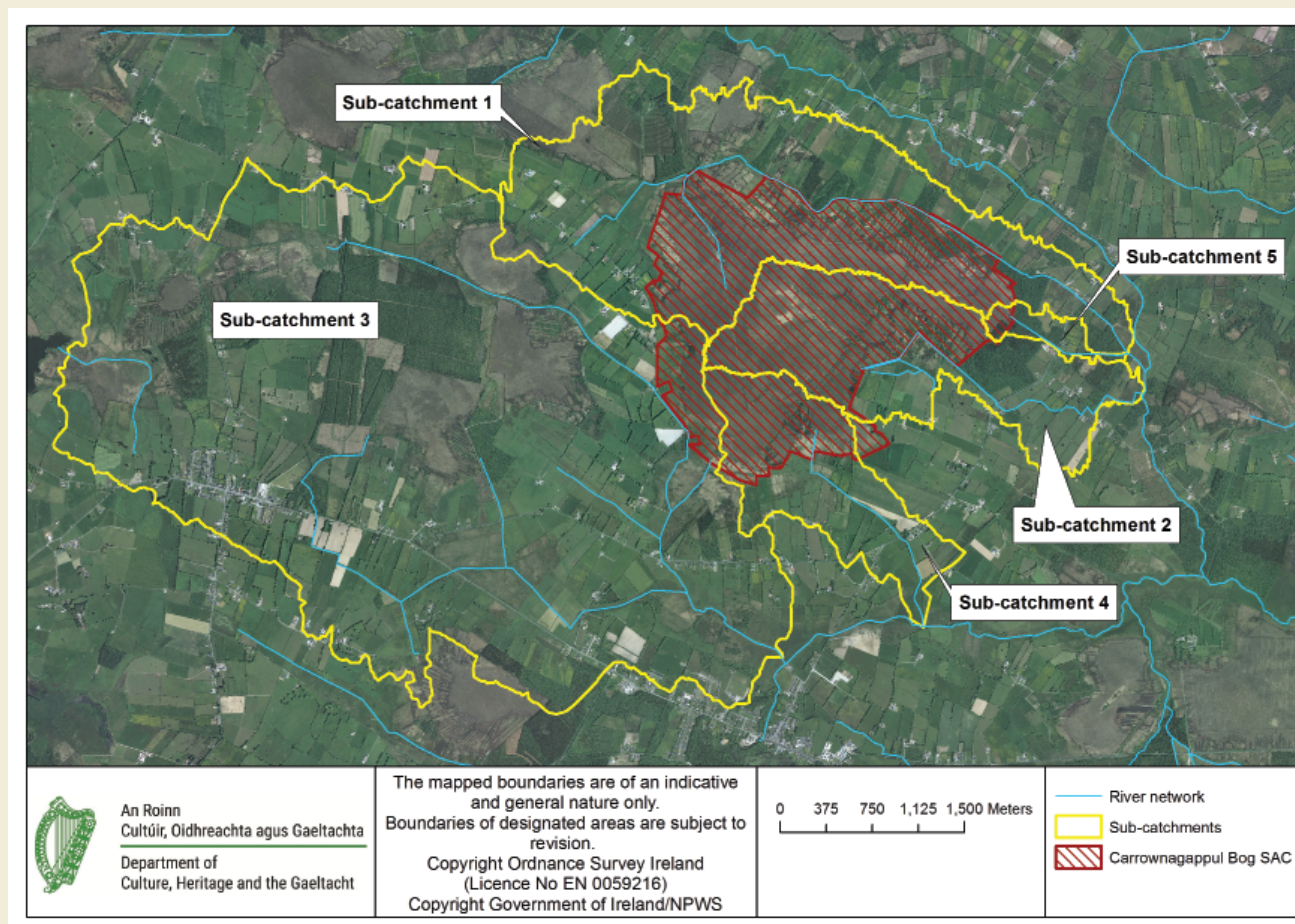 Sub-catchment 1
Sub-catchment 5
Sub-catchment 3
Sub-catchment 2
Sub-catchment 4
An Roinn
Cultúir, Oidhreachta agus Gaeltachta
Department of
Culture, Heritage and the Gaeltacht
The mapped boundaries are of an indicative
and general nature only.
Boundaries of designated areas are subject to
revision.
Copyright Ordnance Survey Ireland
(Licence No EN 0059216)
Copyright Government of Ireland/NPWS
0 375 750 1,125 1,500 Meters
River network
Sub-catchments
Carrownagappul Bog SAC